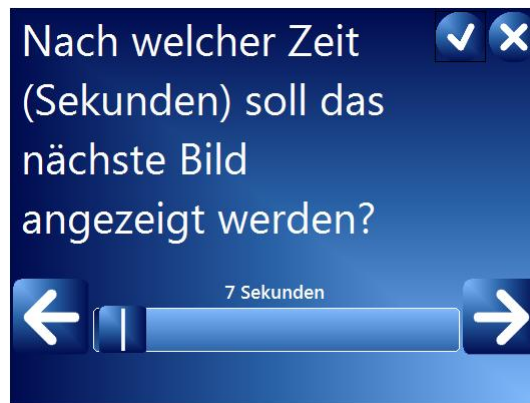 Nach welcher Zeit
(Sekunden) soll das
nächste Bild
angezeigt werden?
7 Sekunden